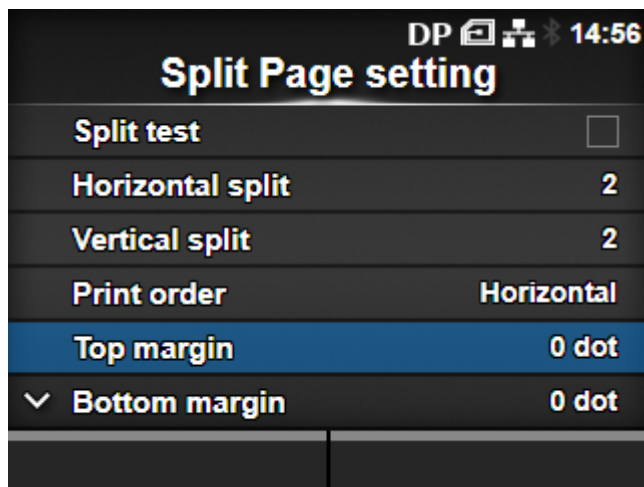 DP 14:56
Split Page setting
Split test
Horizontal split 2
Vertical split 2
Print order Horizontal
Top margin 0 dot
Bottom margin 0 dot